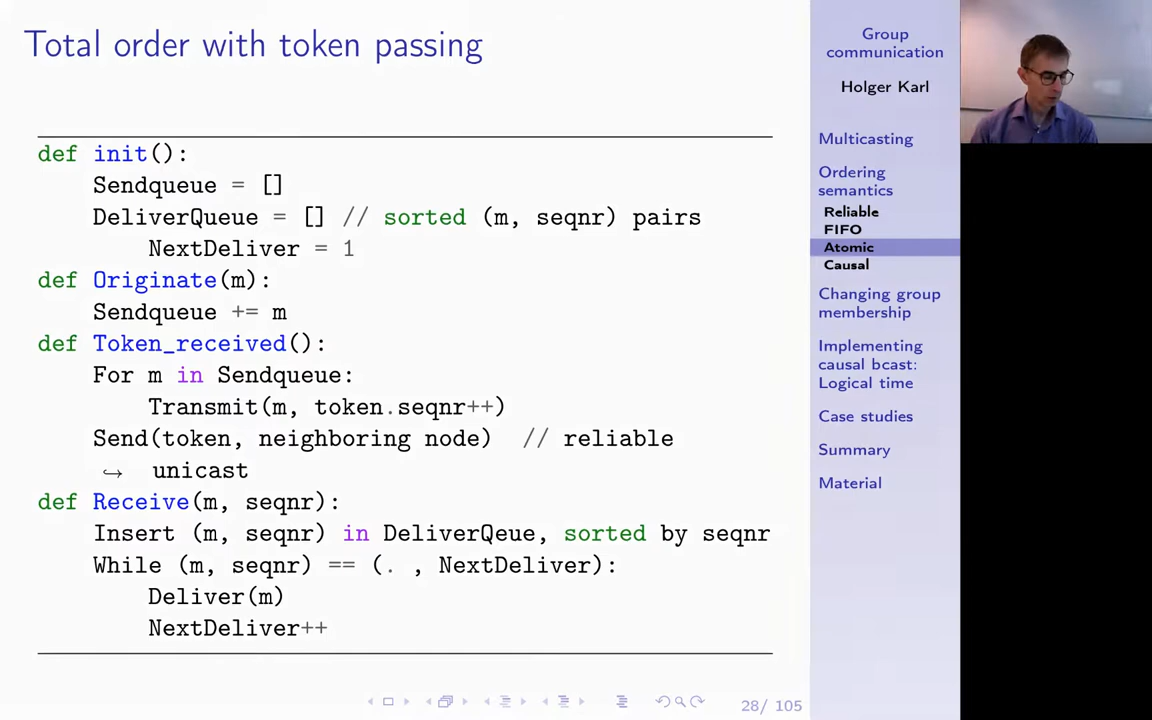 Total order with token passing
def init():
Sendqueue = []
DeliverQueue = [] // sorted (m, seqnr) pairs
NextDeliver = 1
def Originate(m):
Sendqueue += m
def Token_received():
For m in Sendqueue:
Transmit(m, token.seqnr++)
Send(token, neighboring node) // reliable
↪ unicast
def Receive(m, seqnr):
Insert (m, seqnr) in DeliverQeue, sorted by seqnr
While (m, seqnr) == (. , NextDeliver):
Deliver(m)
NextDeliver++
28/ 105
Group
communication
Holger Karl
Multicasting
Ordering
semantics
Reliable
FIFO
Atomic
Causal
Changing group
membership
Implementing
causal bcast:
Logical time
Case studies
Summary
Material